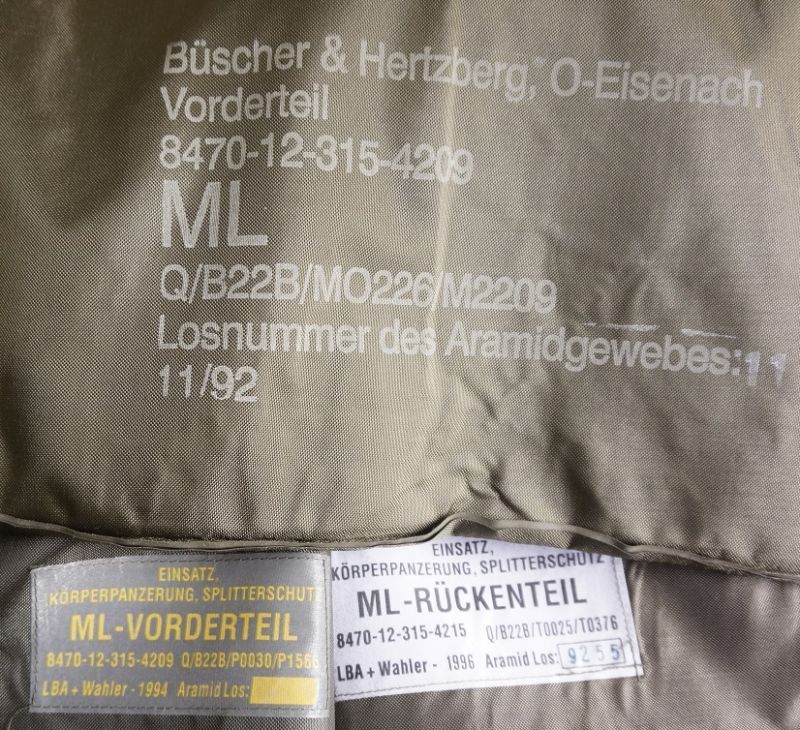 Büscher & Hertzberg, O-Eisenach
Vorderteil
8470-12-315-4209
ML
Q/B22B/MO226/M2209
Losnummer des Aramidgewebes:11
11/92
EINSATZ,
KÖRPERPANZERUNG, SPLITTERSCHUTZ
ML-VORDERTEIL
8470-12-315-4209 Q/B22B/P0030/P1566
LBA + Wahler - 1994 Aramid Los:
EINSATZ,
KÖRPERPANZERUNG, SPLITTERSCHUTZ
ML-RÜCKENTEIL
8470-12-315-4215 Q/B22B/T0025/T0376
LBA + Wahler - 1996 Aramid Los: 9255